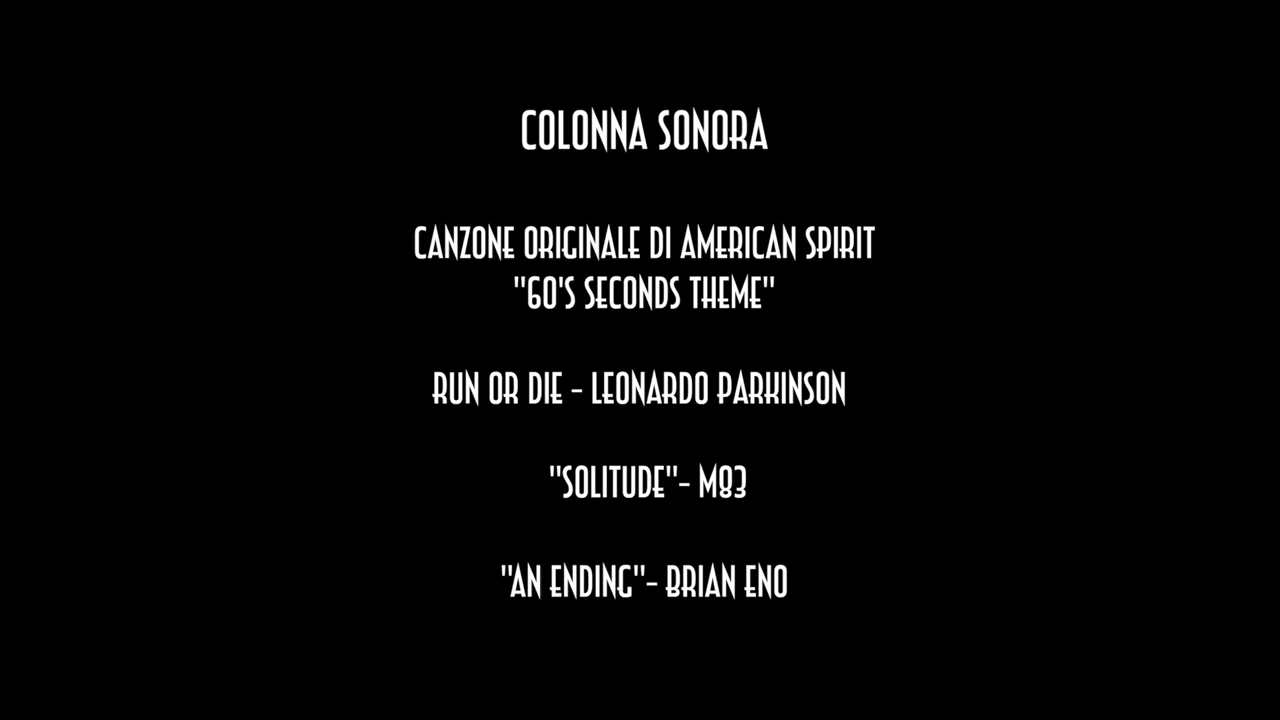 COLONNA SONORA
CANZONE ORIGINALE DI AMERICAN SPIRIT
"60'S SECONDS THEME"
RUN OR DIE - LEONARDO PARKINSON
"SOLITUDE"- M83
"AN ENDING"- BRIAN ENO